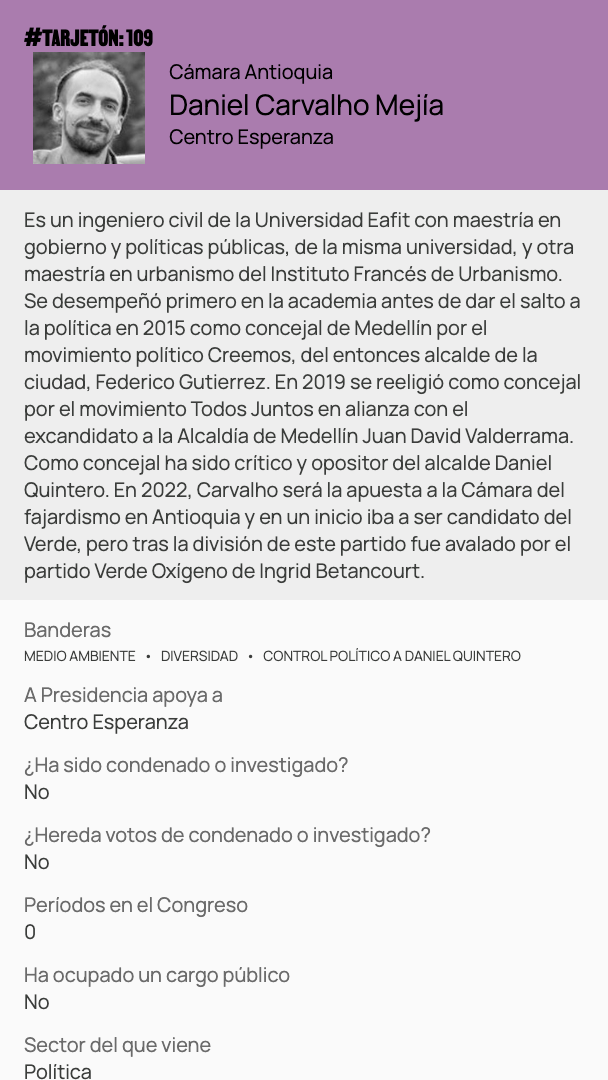 #TARJETÓN: 109
Cámara Antioquia
Daniel Carvalho Mejía
Centro Esperanza
Es un ingeniero civil de la Universidad Eafit con maestría en
gobierno y políticas públicas, de la misma universidad, y otra
maestría en urbanismo del Instituto Francés de Urbanismo.
Se desempeñó primero en la academia antes de dar el salto a
la política en 2015 como concejal de Medellín por el
movimiento político Creemos, del entonces alcalde de la
ciudad, Federico Gutierrez. En 2019 se reeligió como concejal
por el movimiento Todos Juntos en alianza con el
excandidato a la Alcaldía de Medellín Juan David Valderrama.
Como concejal ha sido crítico y opositor del alcalde Daniel
Quintero. En 2022, Carvalho será la apuesta a la Cámara del
fajardismo en Antioquia y en un inicio iba a ser candidato del
Verde, pero tras la división de este partido fue avalado por el
partido Verde Oxígeno de Ingrid Betancourt.
Banderas
MEDIO AMBIENTE • DIVERSIDAD • CONTROL POLÍTICO A DANIEL QUINTERO
A Presidencia apoya a
Centro Esperanza
¿Ha sido condenado o investigado?
No
¿Hereda votos de condenado o investigado?
No
Períodos en el Congreso
0
Ha ocupado un cargo público
No
Sector del que viene
Política